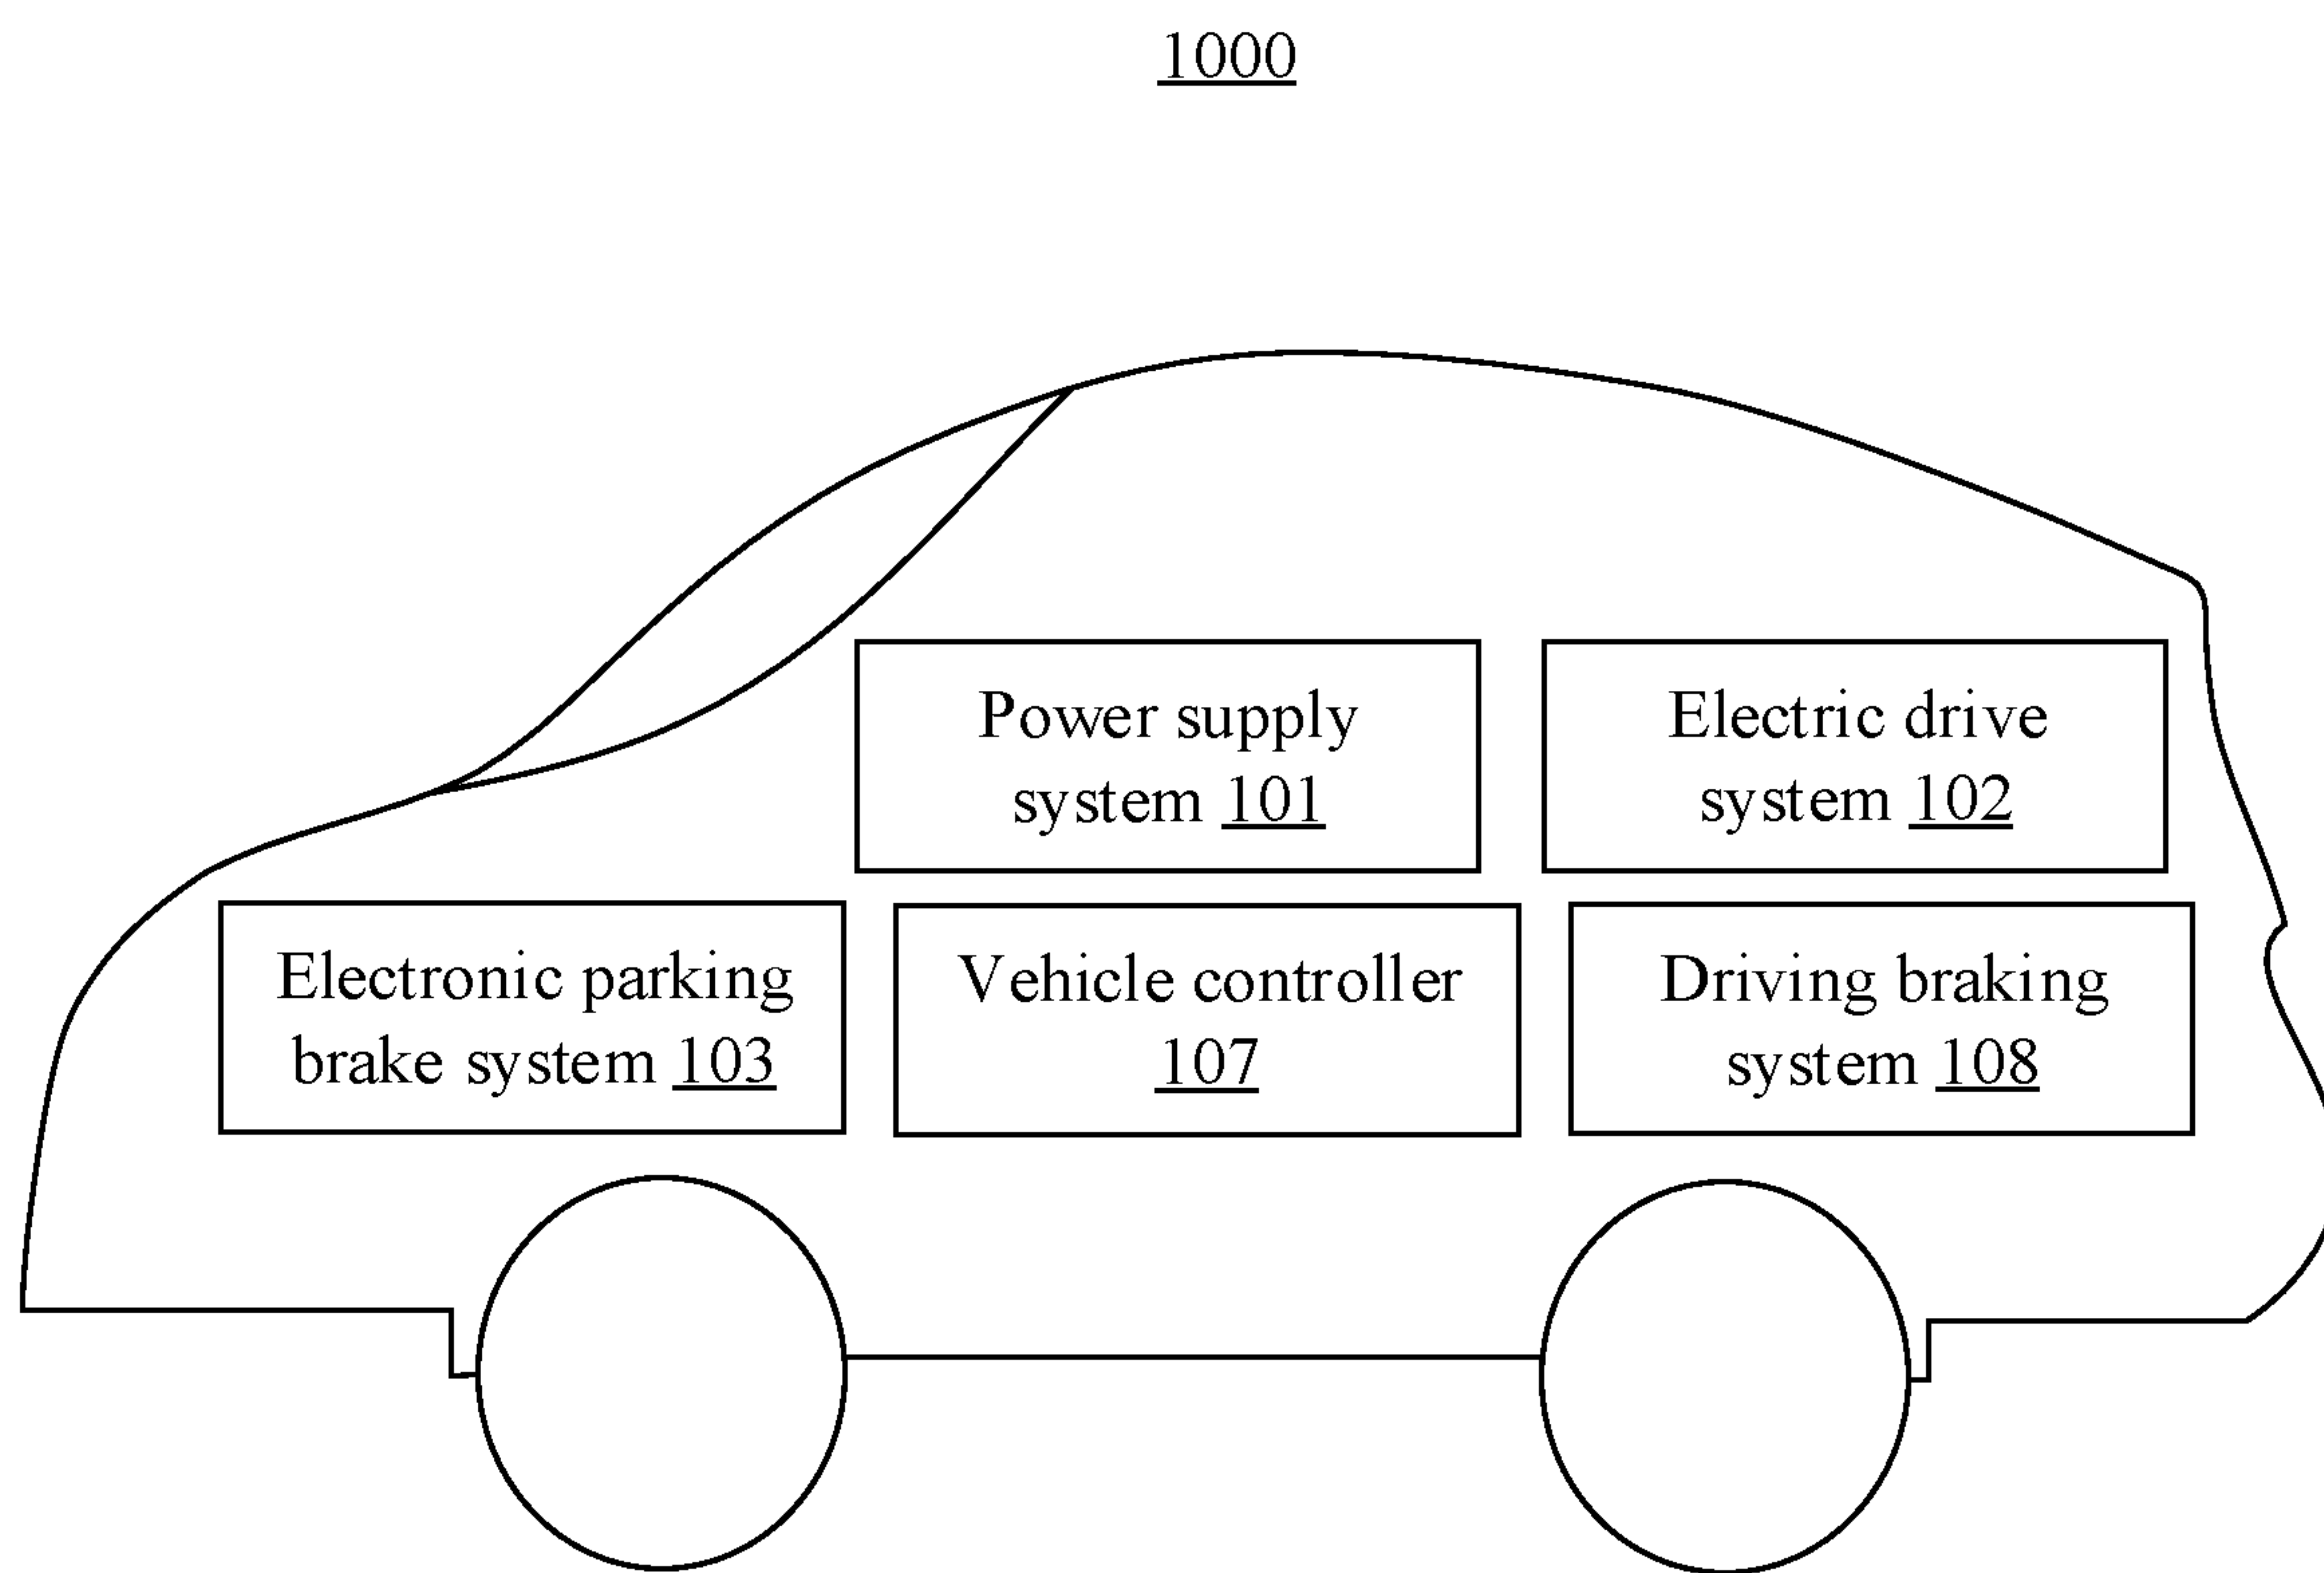 1000
Power supply
system 101
Electric drive
system 102
Electronic parking
brake system 103
Vehicle controller
107
Driving braking
system 108